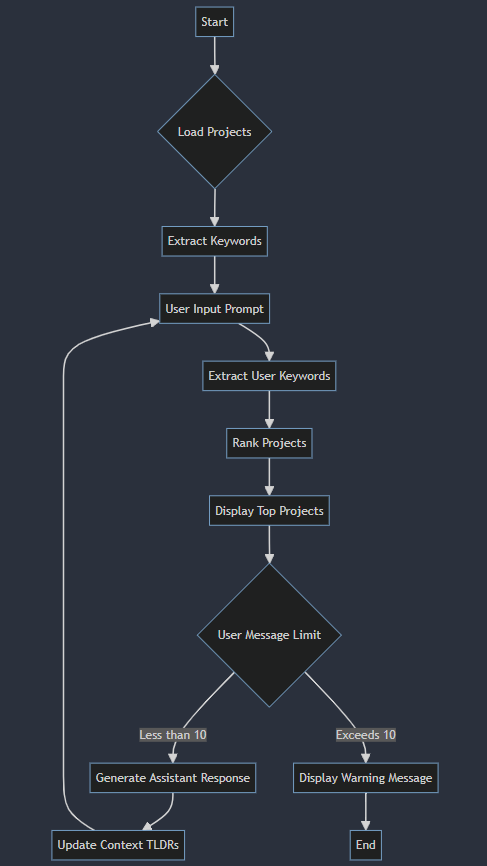 Start
Load Projects
Extract Keywords
User Input Prompt
Extract User Keywords
Rank Projects
Display Top Projects
User Message Limit
Less than 10
Exceeds 10
Generate Assistant Response
Display Warning Message
Update Context TLDRs
End